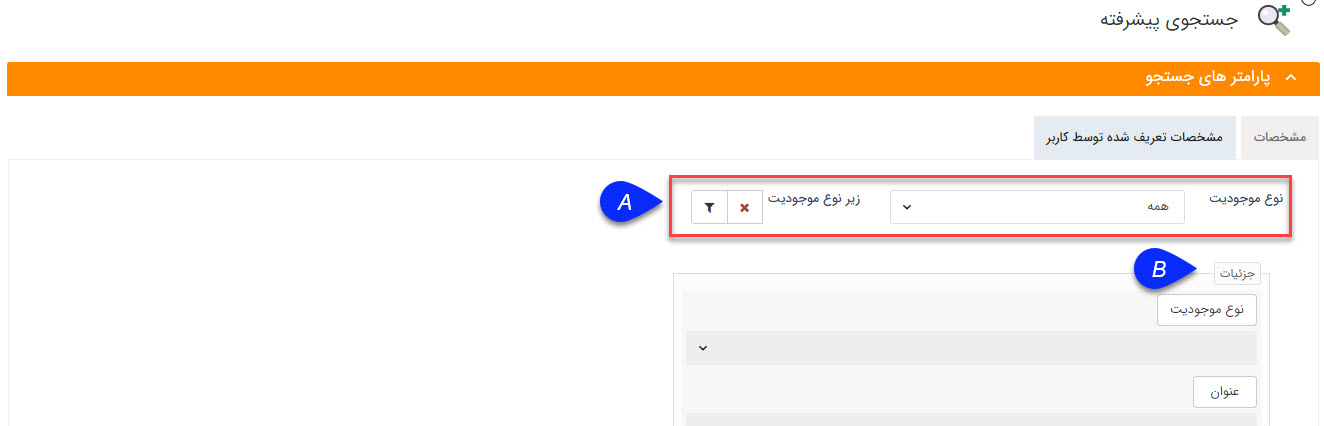 جستجوی پیشرفته
پارامتر های جستجو
مشخصات
مشخصات تعریف شده توسط کاربر
نوع موجودیت
همه
زیر نوع موجودیت
A
B
جزئیات
نوع موجودیت
عنوان